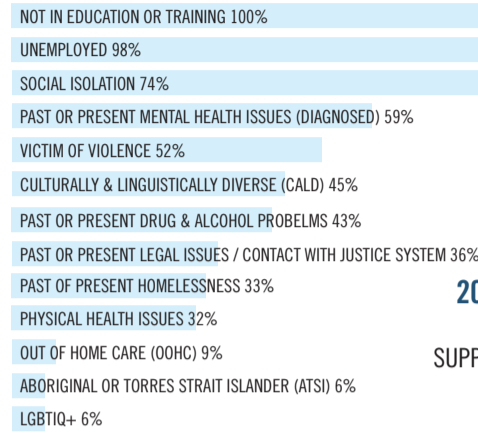 NOT IN EDUCATION OR TRAINING 100%
UNEMPLOYED 98%
SOCIAL ISOLATION 74%
PAST OR PRESENT MENTAL HEALTH ISSUES (DIAGNOSED) 59%
VICTIM OF VIOLENCE 52%
CULTURALLY & LINGUISTICALLY DIVERSE (CALD) 45%
PAST OR PRESENT DRUG & ALCOHOL PROBELMS 43%
PAST OR PRESENT LEGAL ISSUES / CONTACT WITH JUSTICE SYSTEM 36%
PAST OF PRESENT HOMELESSNESS 33%
PHYSICAL HEALTH ISSUES 32%
OUT OF HOME CARE (OOHC) 9%
ABORIGINAL OR TORRES STRAIT ISLANDER (ATSI) 6%
LGBTIQ+ 6%